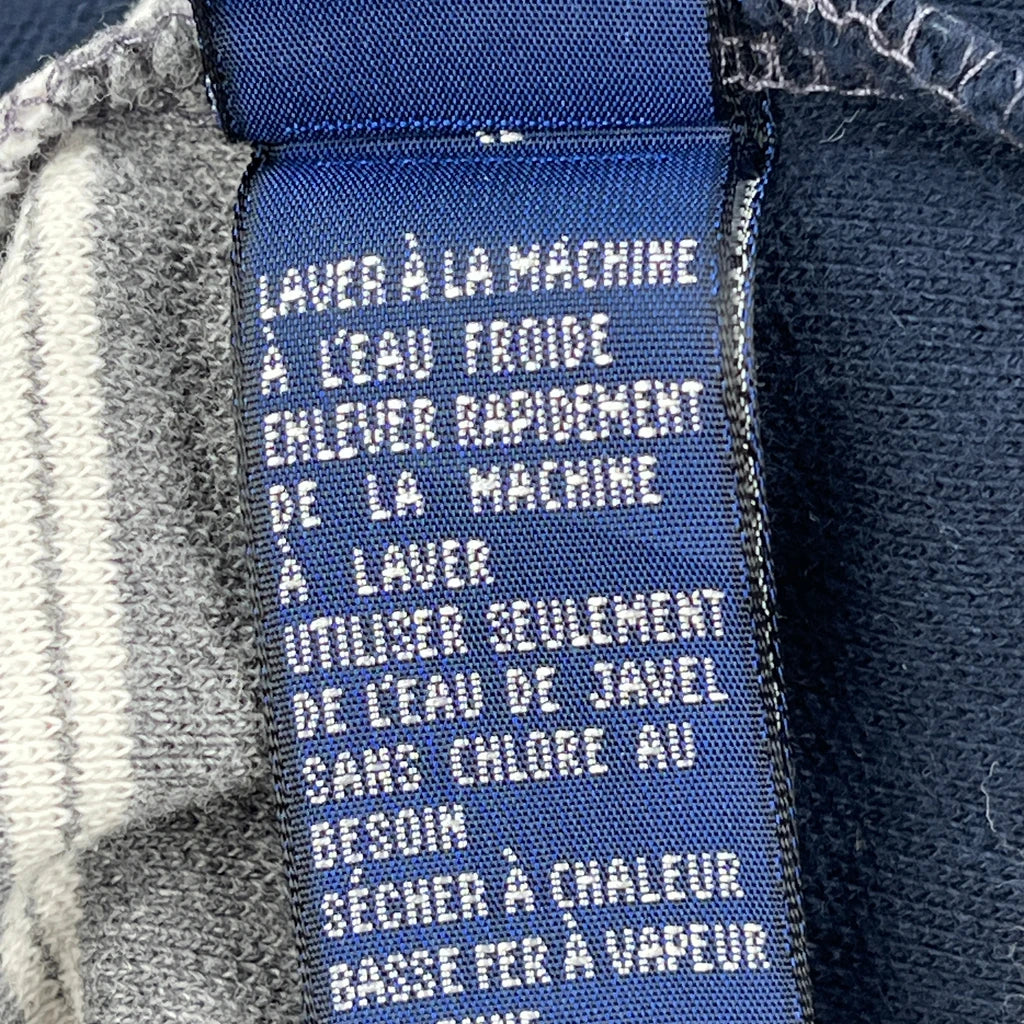 LAVER À LA MACHINE
À L'EAU FROIDE
ENLEVER RAPIDEMENT
DE LA MACHINE
À LAVER
UTILISER SEULEMENT
DE L'EAU DE JAVEL
SANS CHLORE AU
BESOIN
SÉCHER À CHALEUR
BASSE FER À VAPEUR